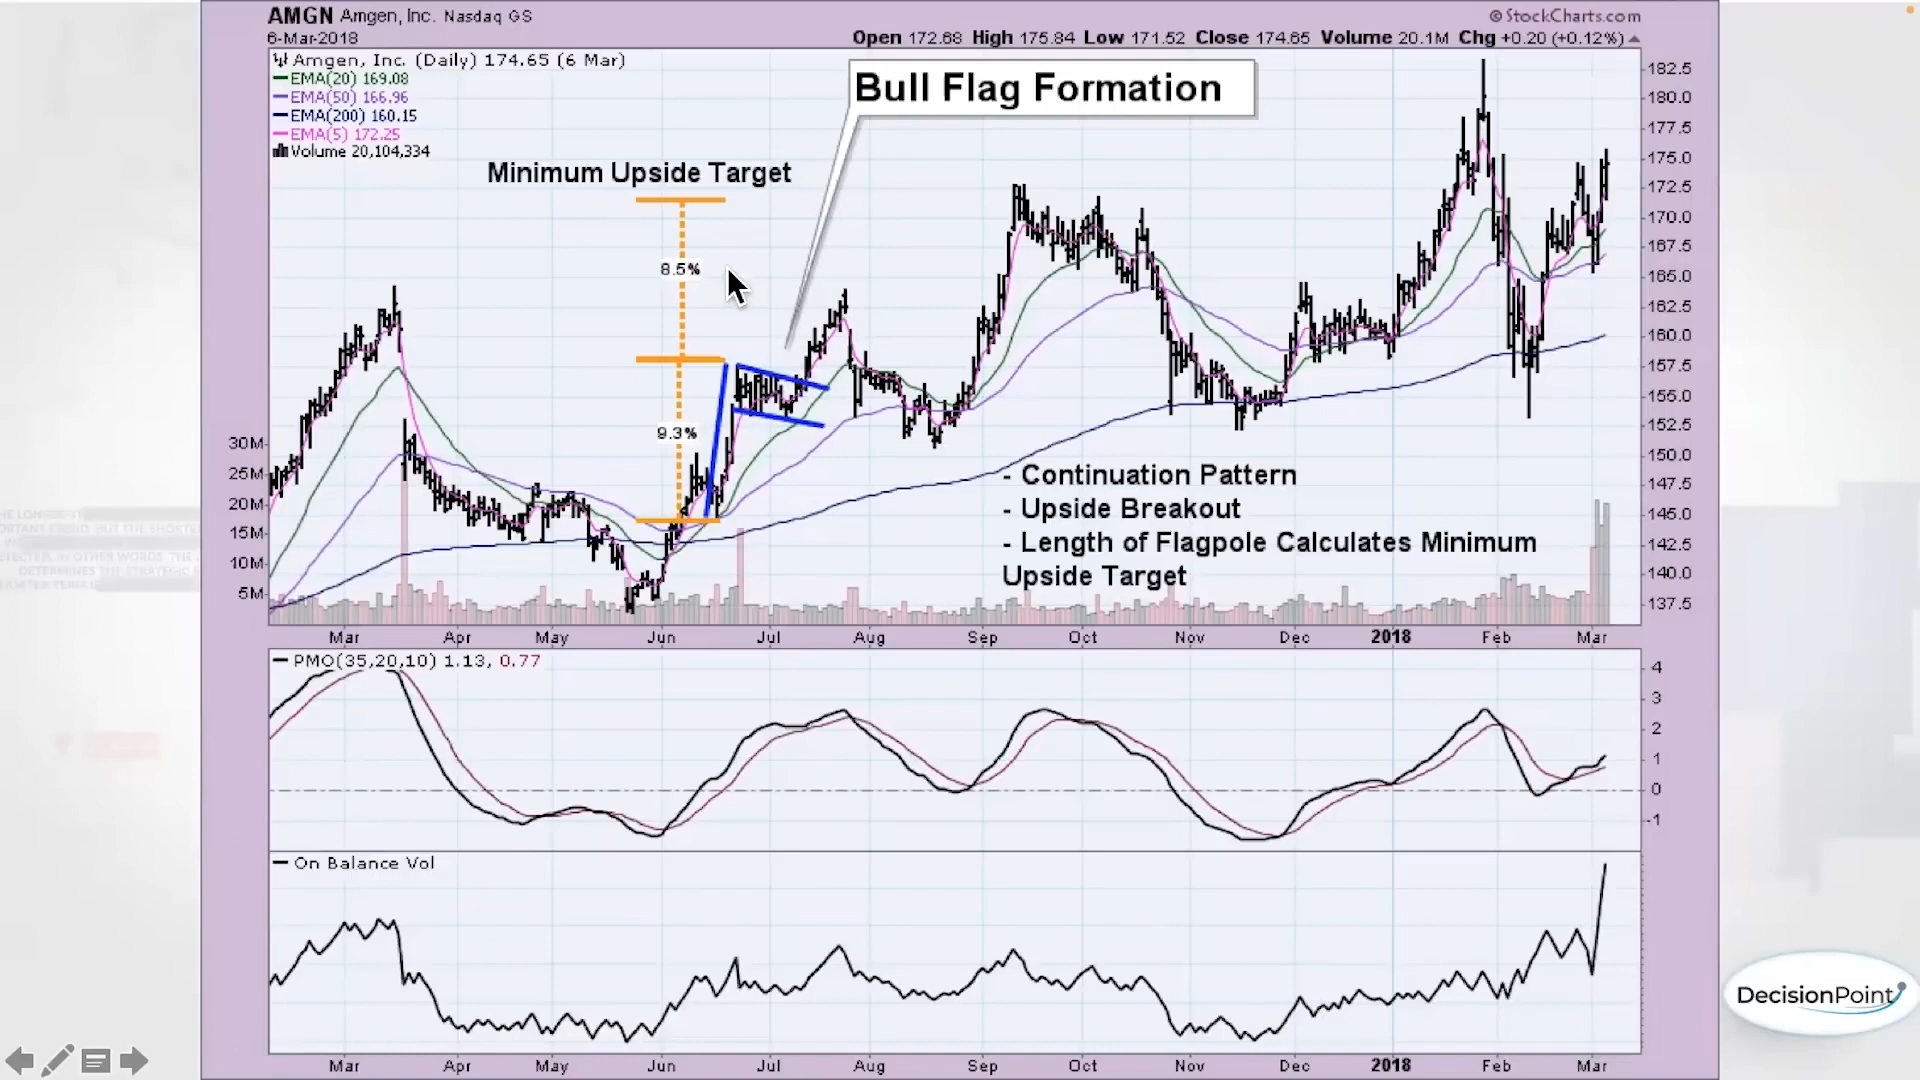 AMGN Amgen, Inc. Nasdaq GS
© StockCharts.com
6-Mar-2018
Open 172.68 High 175.84 Low 171.52 Close 174.65 Volume 20.1M Chg +0.20 (+0.12%)
Amgen, Inc. (Daily) 174.65 (6 Mar)
EMA(20) 169.08
EMA(50) 166.96
EMA(200) 160.15
EMA(5) 172.25
Volume 20,104,334
Bull Flag Formation
Minimum Upside Target
8.5%
9.3%
- Continuation Pattern
- Upside Breakout
- Length of Flagpole Calculates Minimum
Upside Target
182.5
180.0
177.5
175.0
172.5
170.0
167.5
165.0
162.5
160.0
157.5
155.0
152.5
150.0
147.5
145.0
142.5
140.0
137.5
30M
25M
20M
15M
10M
5M
Mar Apr May Jun Jul Aug Sep Oct Nov Dec 2018 Feb Mar
PMO(35,20,10) 1.13, 0.77
4
3
2
1
0
-1
On Balance Vol
Mar Apr May Jun Jul Aug Sep Oct Nov Dec 2018 Feb Mar
DecisionPoint